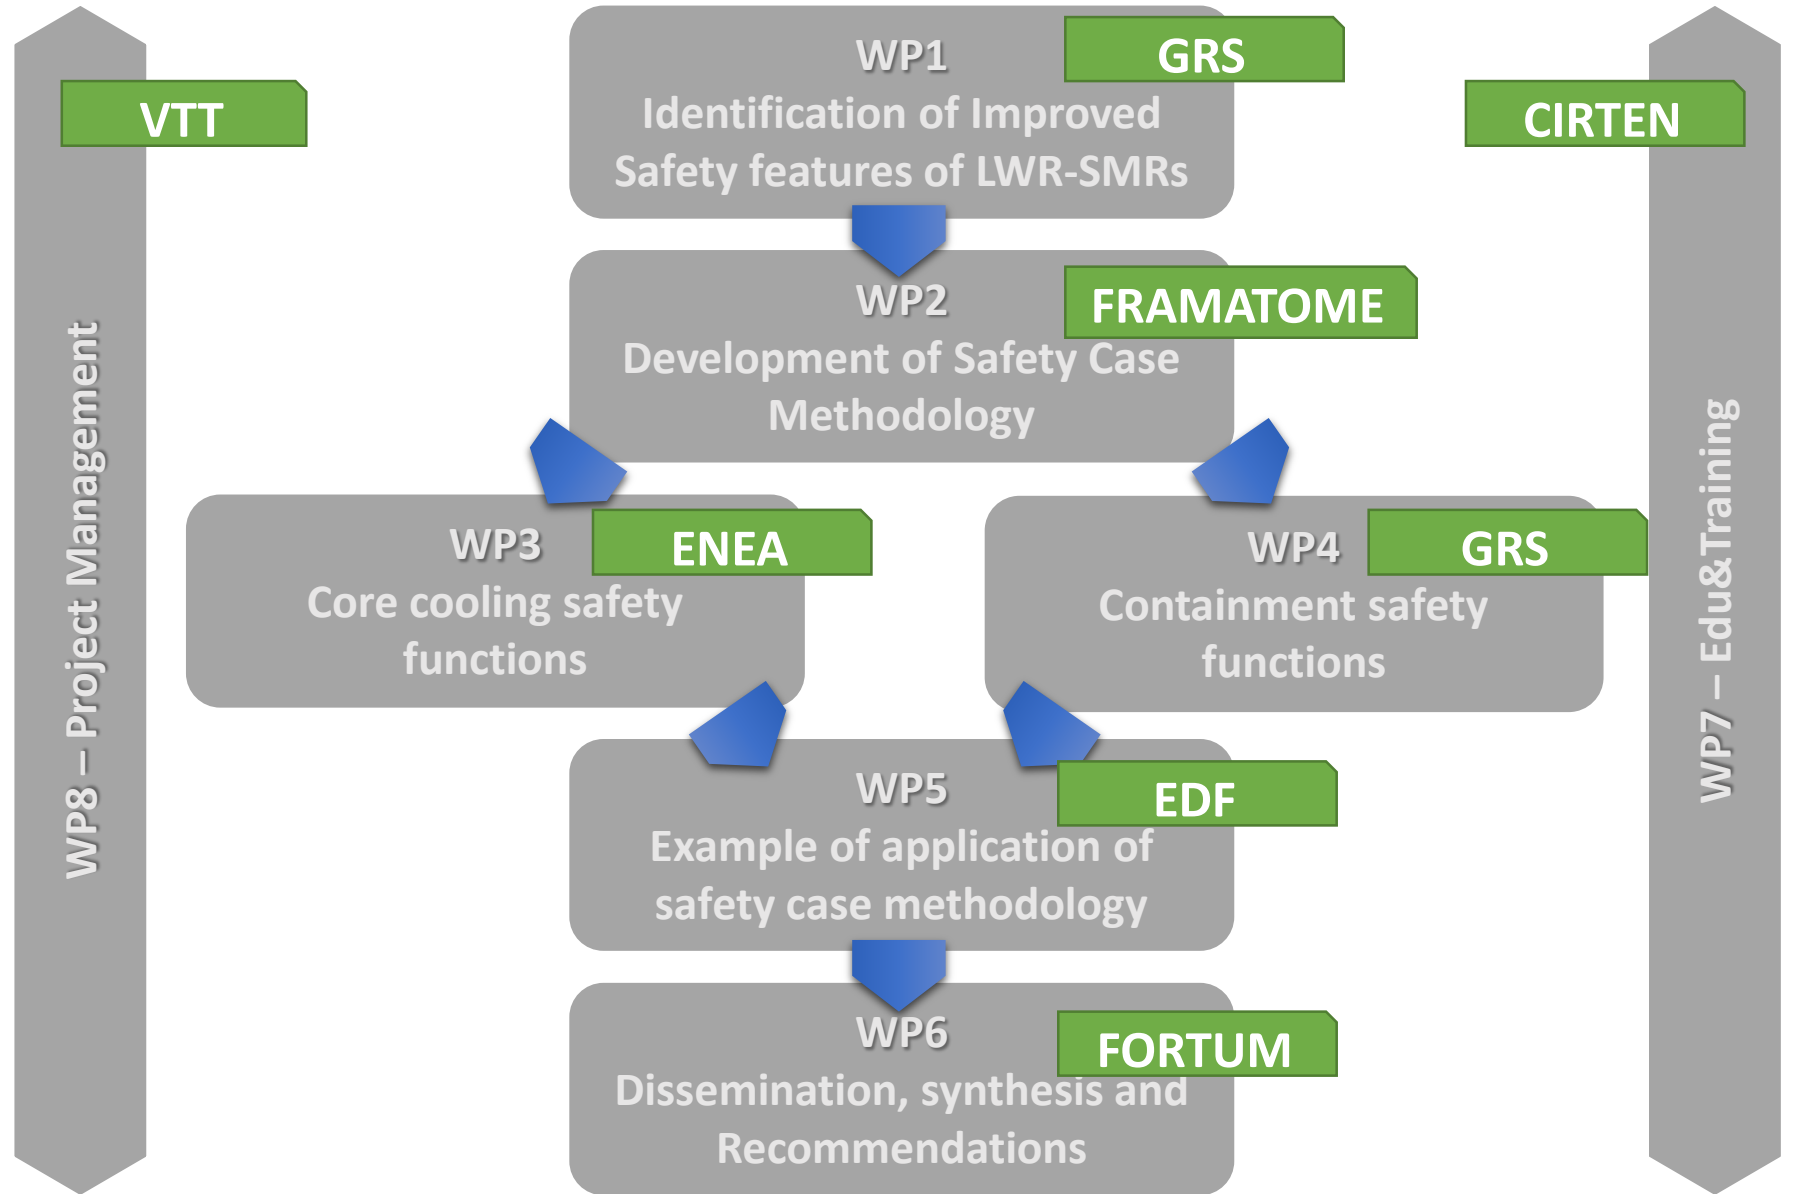 VTT
WP8 – Project Management
WP1
GRS
Identification of Improved
Safety features of LWR-SMRs
WP2
FRAMATOME
Development of Safety Case
Methodology
WP3
ENEA
Core cooling safety
functions
WP4
GRS
Containment safety
functions
WP5
EDF
Example of application of
safety case methodology
WP6
FORTUM
Dissemination, synthesis and
Recommendations
CIRTEN
WP7 – Edu&Training